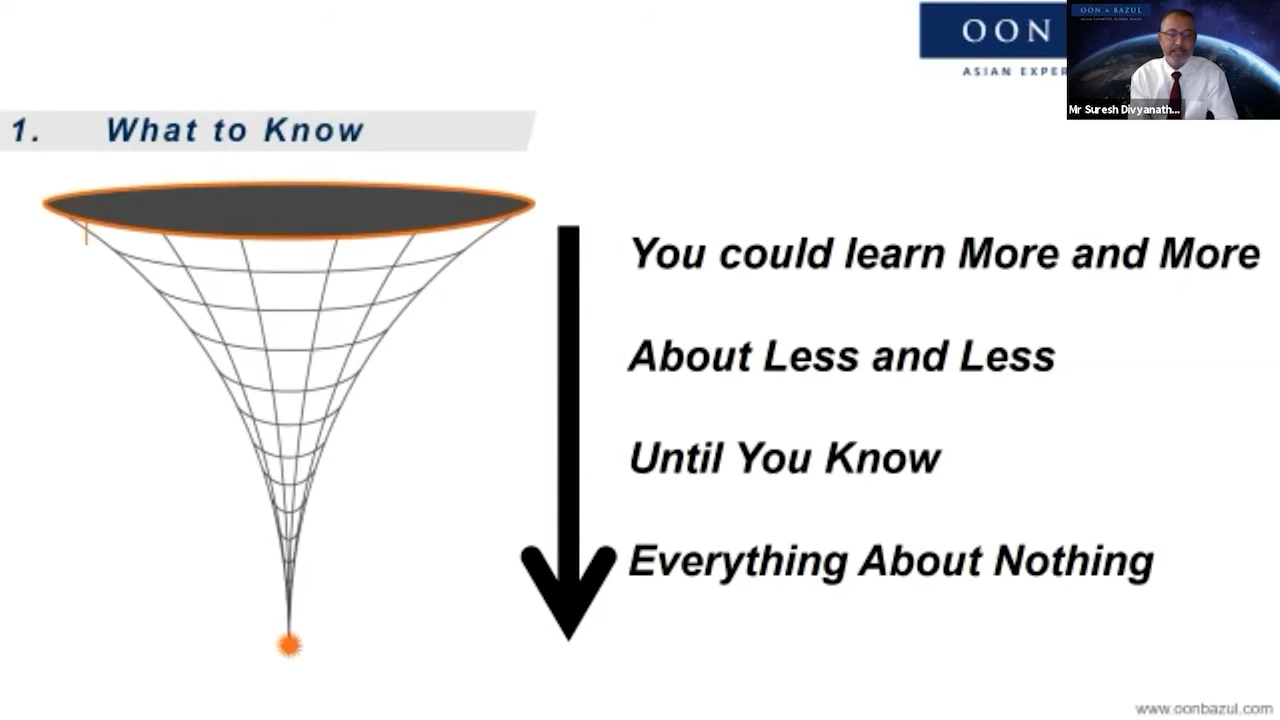 OON
ASIAN EXPER
OON & BAZUL
Mr Suresh Divyanath...
1. What to Know
You could learn More and More
About Less and Less
Until You Know
Everything About Nothing
www.oonbazul.com